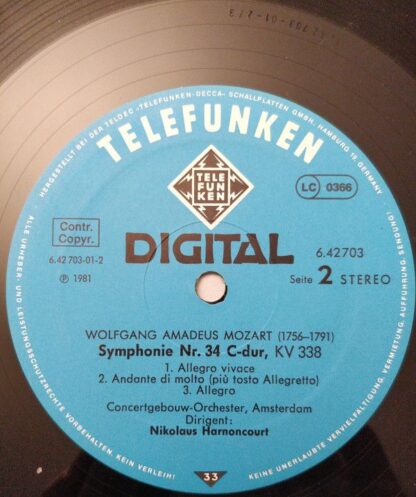 HERGESTELLT BEI DER TELDEC »TELEFUNKEN-DECCA« SCHALLPLATTEN GMBH, HAMBURG 19 GERMANY
TELEFUNKEN
TELE
FUN
KEN
LC 0366
DIGITAL
Contr.
Copyr.
6.42 703-01-2
℗ 1981
6.42703
Seite 2 STEREO
WOLFGANG AMADEUS MOZART (1756–1791)
Symphonie Nr. 34 C-dur, KV 338
1. Allegro vivace
2. Andante di molto (più tosto Allegretto)
3. Allegro
Concertgebouw-Orchester, Amsterdam
Dirigent:
Nikolaus Harnoncourt
ALLE URHEBER- UND LEISTUNGSSCHUTZRECHTE VORBEHALTEN. KEIN VERLEIH!
33
KEINE UNERLAUBTE VERVIELFÄLTIGUNG, VERMIETUNG, AUFFÜHRUNG, SENDUNG!